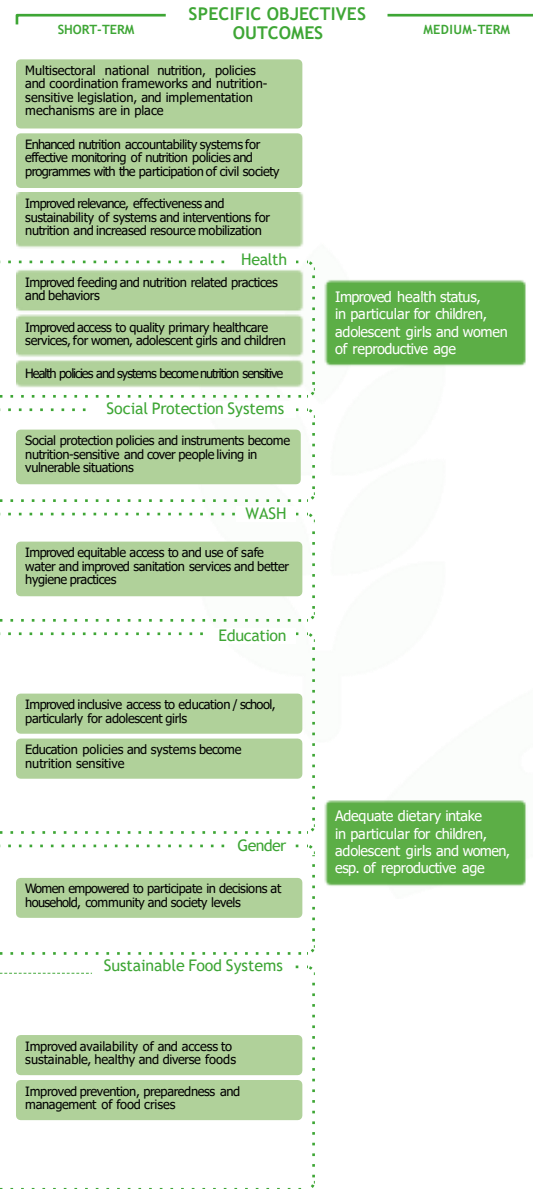 SPECIFIC OBJECTIVES
OUTCOMES
SHORT-TERM
MEDIUM-TERM
Multisectoral national nutrition, policies
and coordination frameworks and nutrition-
sensitive legislation, and implementation
mechanisms are in place
Enhanced nutrition accountability systems for
effective monitoring of nutrition policies and
programmes with the participation of civil society
Improved relevance, effectiveness and
sustainability of systems and interventions for
nutrition and increased resource mobilization
Health
Improved feeding and nutrition related practices
and behaviors
Improved access to quality primary healthcare
services, for women, adolescent girls and children
Health policies and systems become nutrition sensitive
Improved health status,
in particular for children,
adolescent girls and women
of reproductive age
Social Protection Systems
Social protection policies and instruments become
nutrition-sensitive and cover people living in
vulnerable situations
WASH
Improved equitable access to and use of safe
water and improved sanitation services and better
hygiene practices
Education
Improved inclusive access to education / school,
particularly for adolescent girls
Education policies and systems become
nutrition sensitive
Adequate dietary intake
in particular for children,
adolescent girls and women,
esp. of reproductive age
Gender
Women empowered to participate in decisions at
household, community and society levels
Sustainable Food Systems
Improved availability of and access to
sustainable, healthy and diverse foods
Improved prevention, preparedness and
management of food crises